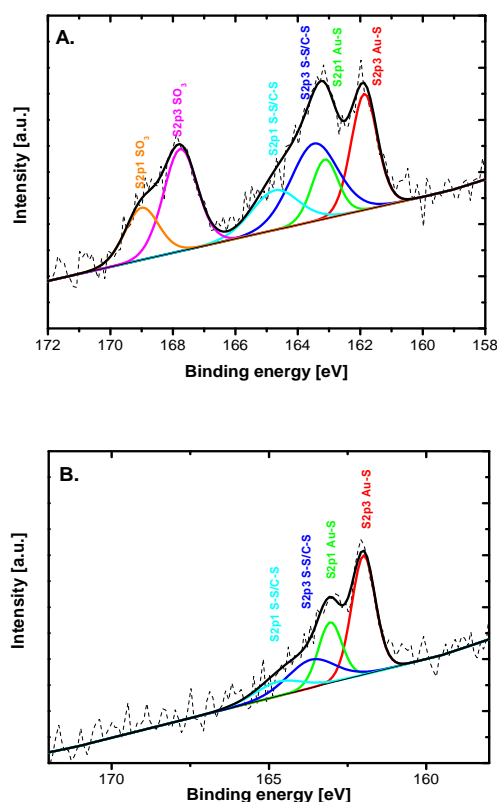 A.
Intensity [a.u.]
S2p1 SO3
S2p3 SO3
S2p1 S-S/C-S
S2p3 S-S/C-S
S2p1 Au-S
S2p3 Au-S
172 170 168 166 164 162 160 158
Binding energy [eV]
B.
Intensity [a.u.]
S2p1 S-S/C-S
S2p3 S-S/C-S
S2p1 Au-S
S2p3 Au-S
170 165 160
Binding energy [eV]